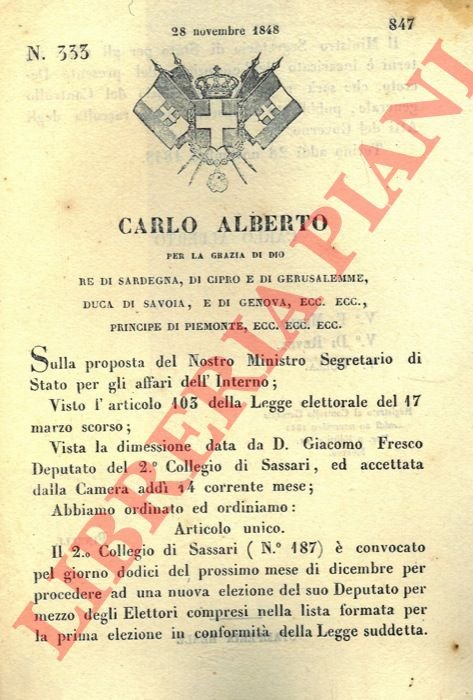 28 novembre 1848 847
N. 333
CARLO ALBERTO
PER LA GRAZIA DI DIO
RE DI SARDEGNA, DI CIPRO E DI GERUSALEMME,
DUCA DI SAVOIA, E DI GENOVA, ECC. ECC.,
PRINCIPE DI PIEMONTE, ECC. ECC. ECC.
Sulla proposta del Nostro Ministro Segretario di
Stato per gli affari dell' Interno;
Visto l' articolo 103 della Legge elettorale del 17
marzo scorso;
Vista la dimessione data da D. Giacomo Fresco
Deputato del 2.º Collegio di Sassari, ed accettata
dalla Camera addì 14 corrente mese;
Abbiamo ordinato ed ordiniamo:
Articolo unico.
Il 2.º Collegio di Sassari ( N.º 187) è convocato
pel giorno dodici del prossimo mese di dicembre per
procedere ad una nuova elezione del suo Deputato per
mezzo degli Elettori compresi nella lista formata per
la prima elezione in conformità della Legge suddetta.
LIBRERIA PIANI